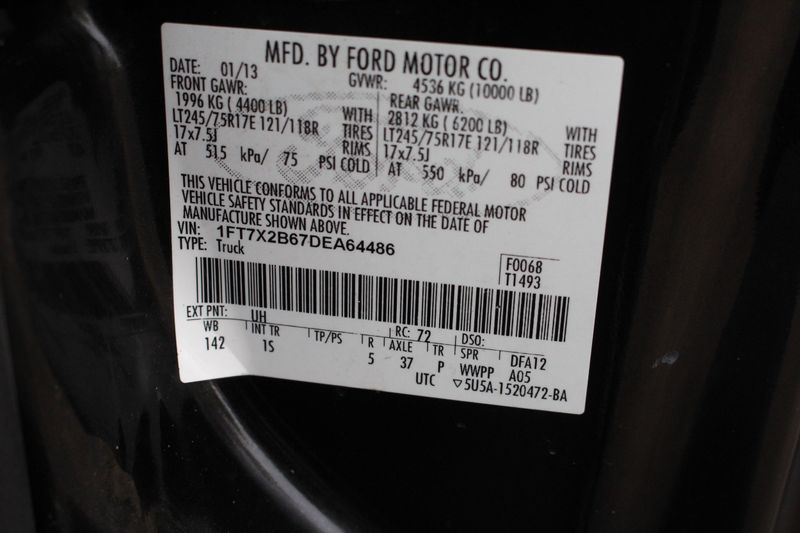 MFD. BY FORD MOTOR CO.
DATE: 01/13 GVWR: 4536 KG (10000 LB)
FRONT GAWR: REAR GAWR:
1996 KG ( 4400 LB) WITH 2812 KG ( 6200 LB) WITH
LT245/75R17E 121/118R TIRES LT245/75R17E 121/118R TIRES
17x7.5J RIMS 17x7.5J RIMS
AT 515 kPa/ 75 PSI COLD AT 550 kPa/ 80 PSI COLD
THIS VEHICLE CONFORMS TO ALL APPLICABLE FEDERAL MOTOR
VEHICLE SAFETY STANDARDS IN EFFECT ON THE DATE OF
MANUFACTURE SHOWN ABOVE.
VIN: 1FT7X2B67DEA64486
TYPE: Truck
F0068
T1493
EXT PNT: UH RC: 72 DSO:
WB INT TR TP/PS R AXLE TR SPR DFA12
142 1S 5 37 P WWPP A05
UTC ▽5U5A-1520472-BA